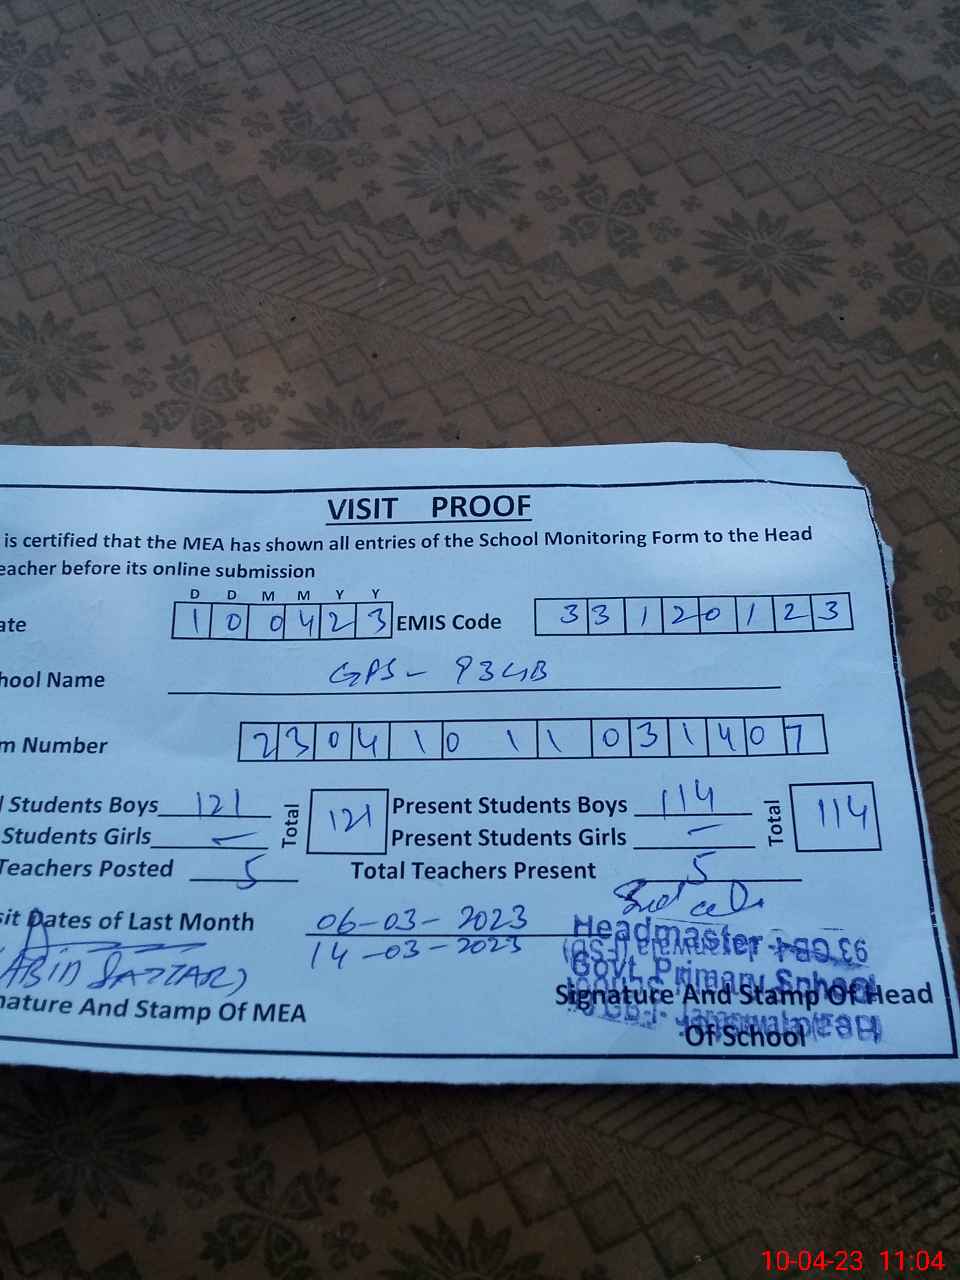 VISIT PROOF
is certified that the MEA has shown all entries of the School Monitoring Form to the Head
eacher before its online submission
D D M M Y Y
ate 1 0 0 4 2 3 EMIS Code 3 3 1 2 0 1 2 3
hool Name GPS - 93 GB
m Number 2 3 0 4 1 0 1 1 0 3 1 4 0 7
l Students Boys 121 Total 121 Present Students Boys 114 Total 114
Students Girls - Present Students Girls -
Teachers Posted 5 Total Teachers Present 5
sit Dates of Last Month 06-03-2023
14-03-2023
(ABID SATTAR)
nature And Stamp Of MEA
Headmaster
Govt. Primary School
Signature And Stamp Of Head
Of School
10-04-23 11:04